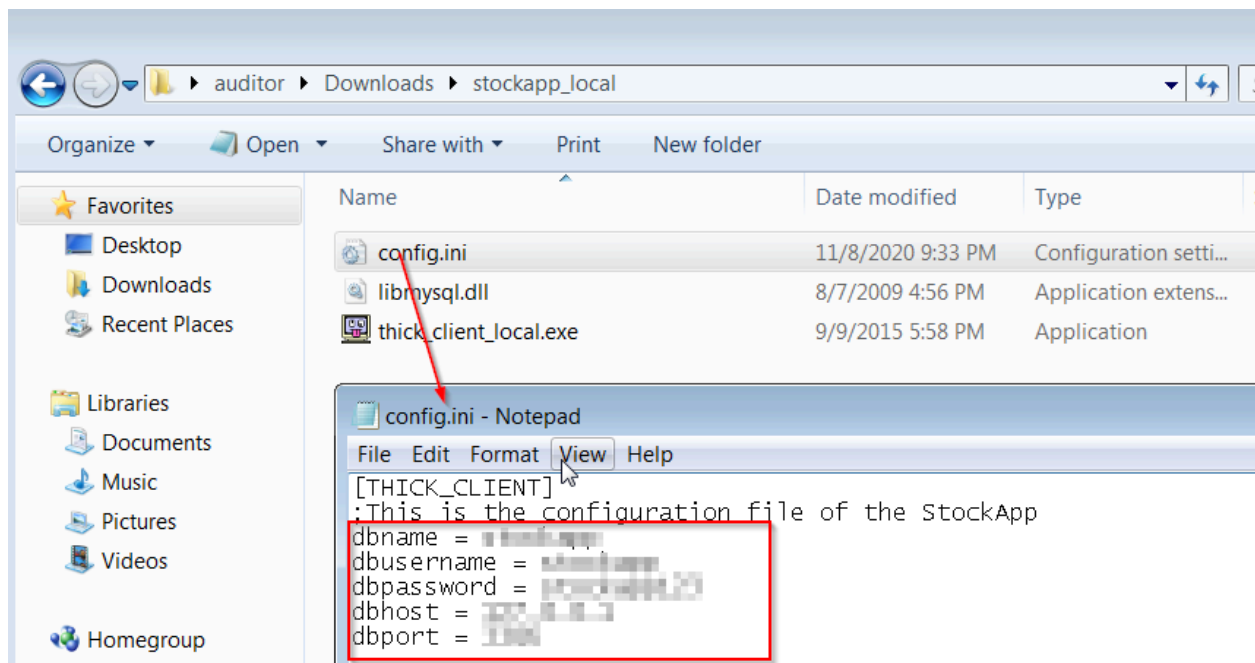 auditor Downloads stockapp_local
Organize Open Share with Print New folder
Favorites
Desktop
Downloads
Recent Places
Libraries
Documents
Music
Pictures
Videos
Homegroup
Name Date modified Type
config.ini 11/8/2020 9:33 PM Configuration setti...
libmysql.dll 8/7/2009 4:56 PM Application extens...
thick_client_local.exe 9/9/2015 5:58 PM Application
config.ini - Notepad
File Edit Format View Help
[THICK_CLIENT]
;This is the configuration file of the StockApp
dbname =
dbusername =
dbpassword =
dbhost =
dbport =